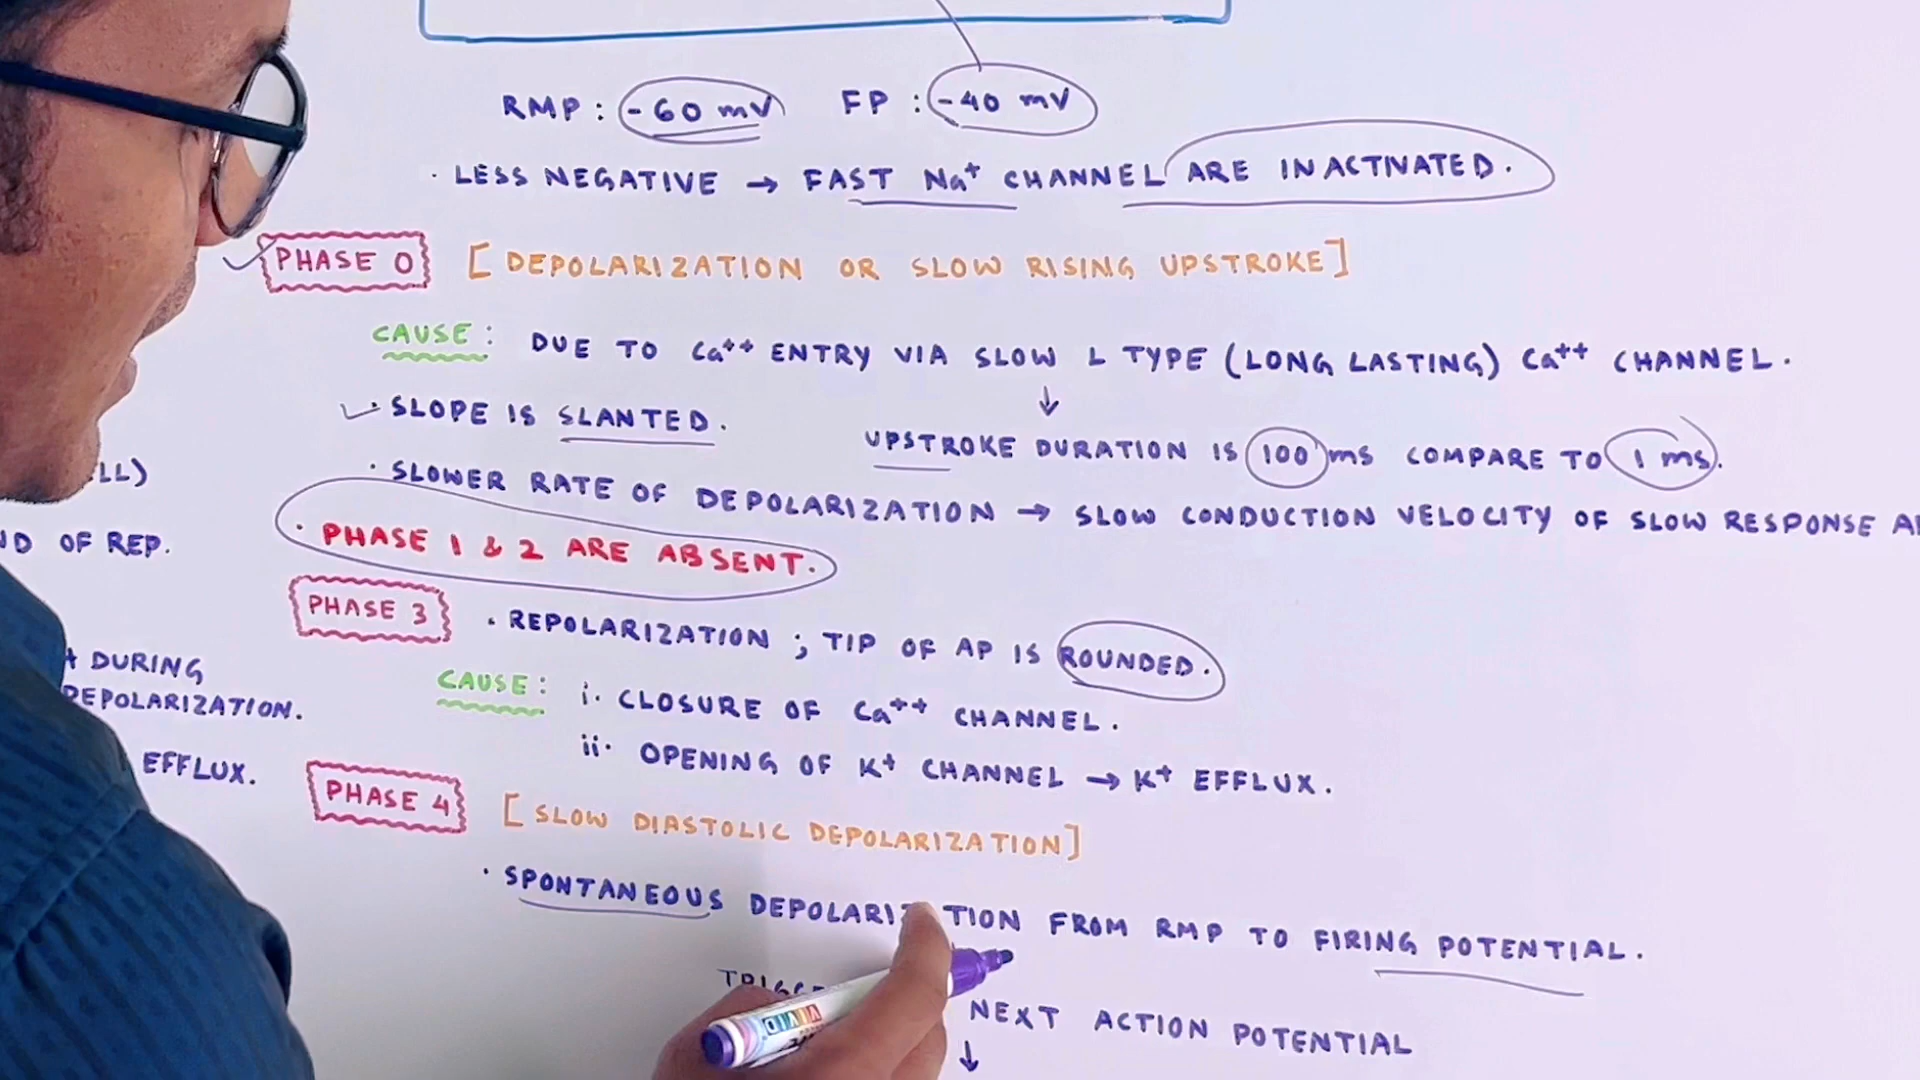 RMP : -60 mV FP : -40 mV
· LESS NEGATIVE → FAST Na+ CHANNEL ARE INACTIVATED.
PHASE 0 [DEPOLARIZATION OR SLOW RISING UPSTROKE]
CAUSE: DUE TO Ca++ ENTRY VIA SLOW L TYPE (LONG LASTING) Ca++ CHANNEL.
↓
· SLOPE IS SLANTED.
UPSTROKE DURATION IS 100 ms COMPARE TO 1 ms.
· SLOWER RATE OF DEPOLARIZATION → SLOW CONDUCTION VELOCITY OF SLOW RESPONSE
· PHASE 1 & 2 ARE ABSENT.
PHASE 3 · REPOLARIZATION ; TIP OF AP IS ROUNDED.
CAUSE: i. CLOSURE OF Ca++ CHANNEL.
ii. OPENING OF K+ CHANNEL → K+ EFFLUX.
PHASE 4 [SLOW DIASTOLIC DEPOLARIZATION]
· SPONTANEOUS DEPOLARIZATION FROM RMP TO FIRING POTENTIAL.
NEXT ACTION POTENTIAL
↓
LL)
OF REP.
DURING
DEPOLARIZATION.
EFFLUX.
VIVID